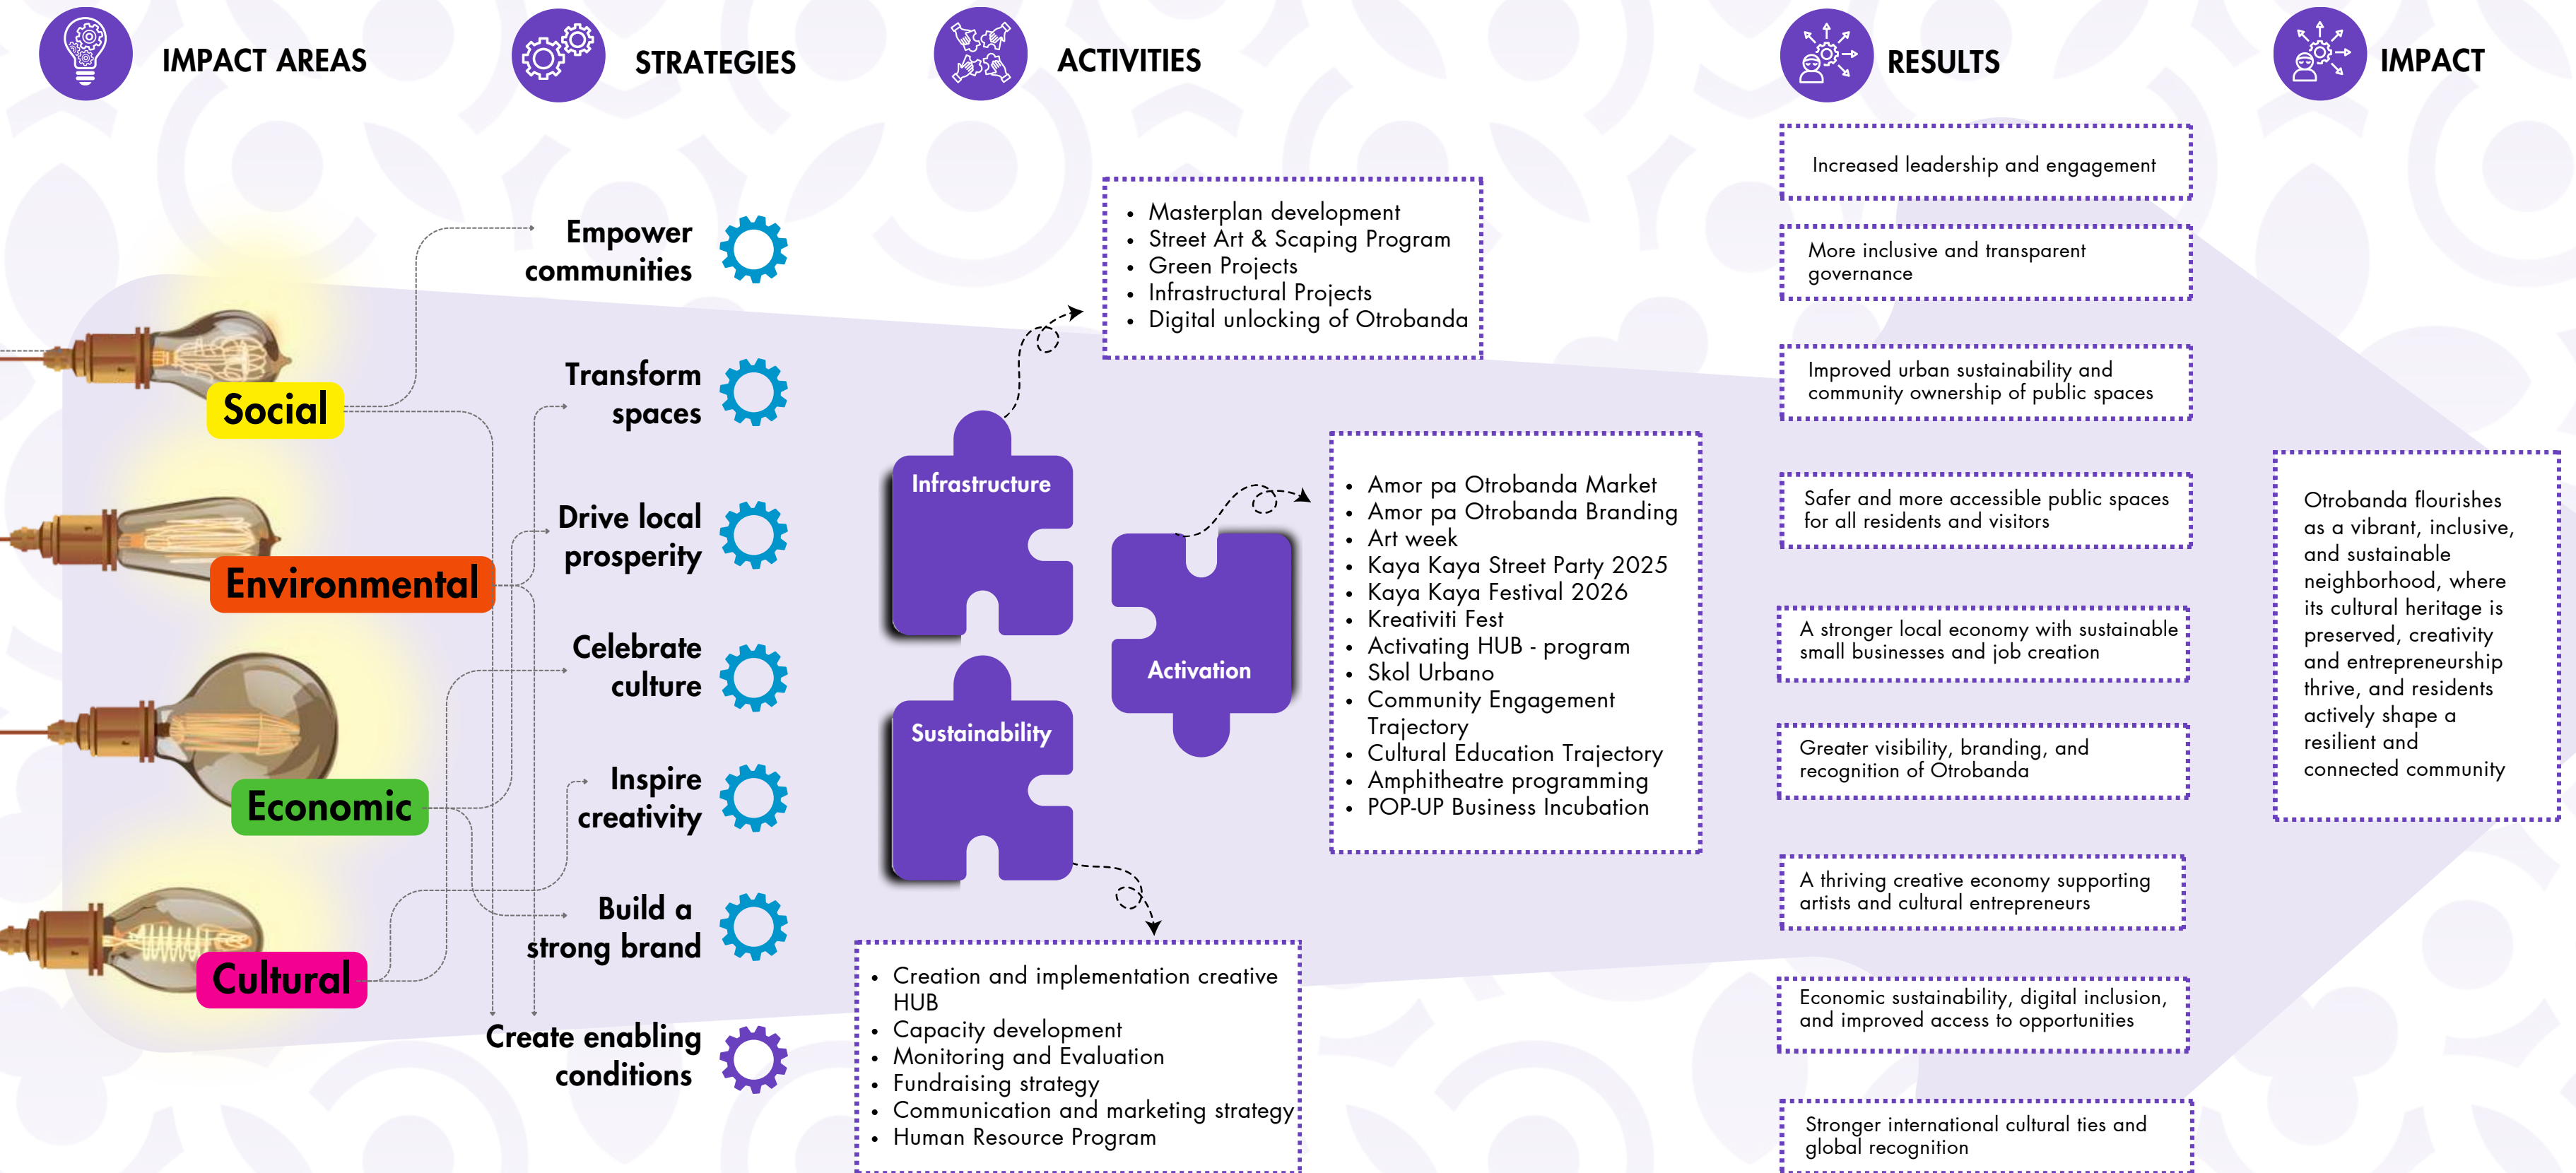 IMPACT AREAS
STRATEGIES
ACTIVITIES
RESULTS
IMPACT
Social
Environmental
Economic
Cultural
Empower
communities
Transform
spaces
Drive local
prosperity
Celebrate
culture
Inspire
creativity
Build a
strong brand
Create enabling
conditions
Infrastructure
Sustainability
Activation
• Masterplan development
• Street Art & Scaping Program
• Green Projects
• Infrastructural Projects
• Digital unlocking of Otrobanda
• Amor pa Otrobanda Market
• Amor pa Otrobanda Branding
• Art week
• Kaya Kaya Street Party 2025
• Kaya Kaya Festival 2026
• Kreativiti Fest
• Activating HUB - program
• Skol Urbano
• Community Engagement
Trajectory
• Cultural Education Trajectory
• Amphitheatre programming
• POP-UP Business Incubation
• Creation and implementation creative
HUB
• Capacity development
• Monitoring and Evaluation
• Fundraising strategy
• Communication and marketing strategy
• Human Resource Program
Increased leadership and engagement
More inclusive and transparent
governance
Improved urban sustainability and
community ownership of public spaces
Safer and more accessible public spaces
for all residents and visitors
A stronger local economy with sustainable
small businesses and job creation
Greater visibility, branding, and
recognition of Otrobanda
A thriving creative economy supporting
artists and cultural entrepreneurs
Economic sustainability, digital inclusion,
and improved access to opportunities
Stronger international cultural ties and
global recognition
Otrobanda flourishes
as a vibrant, inclusive,
and sustainable
neighborhood, where
its cultural heritage is
preserved, creativity
and entrepreneurship
thrive, and residents
actively shape a
resilient and
connected community